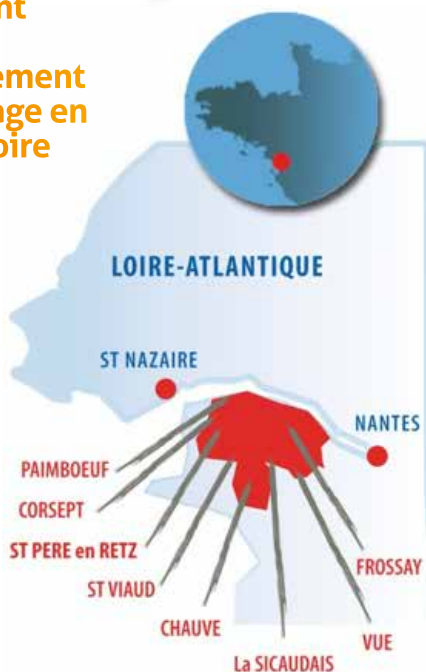 LOIRE-ATLANTIQUE
ST NAZAIRE
NANTES
PAIMBOEUF
CORSEPT
ST PERE en RETZ
ST VIAUD
CHAUVE
La SICAUDAIS
VUE
FROSSAY